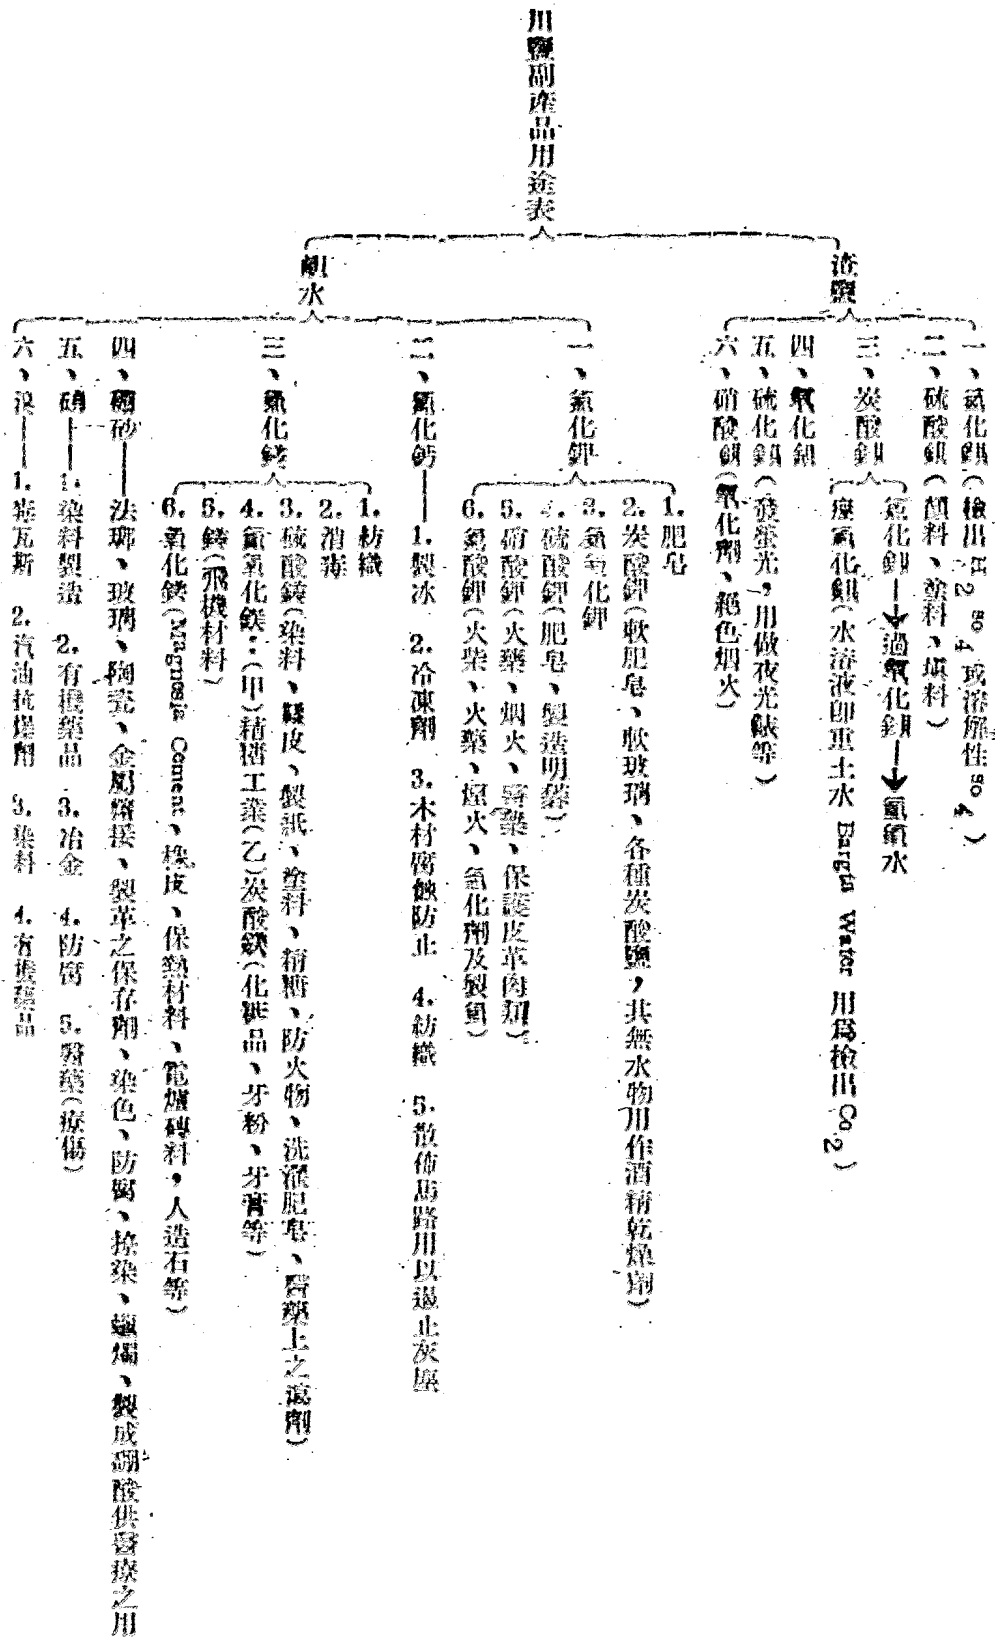 川鹽副產品用途表
渣鹽
一、氯化鋇（檢出H2so4或溶解性so4）
二、硫酸鋇（顏料、塗料、填料）
三、炭酸鋇
氧化鋇→過氧化鋇→氧水
氫氧化鋇（水溶液即重土水 Water 用爲檢出Co2）
四、氧化鋇
五、硫化鋇（發螢光，用做夜光錶等）
六、硝酸鋇（氧化劑、綠色烟火）
鹹水
一、氯化鉀
1.肥皂
2.炭酸鉀（軟肥皂、軟玻璃、各種炭酸鹽，其無水物用作酒精乾燥劑）
3.氫氧化鉀
4.硫酸鉀（肥皂、製造明礬）
5.硝酸鉀（火藥、烟火、醫藥、保護皮革肉類）
6.氯酸鉀（火柴、火藥、煙火、氧化劑及製氧）
二、氯化鈣——1.製冰 2.冷凍劑 3.木材腐蝕防止 4.紡織 5.散佈馬路用以遏止灰塵
三、氯化鎂
1.紡織
2.消毒
3.硫酸鎂（染料、鞣皮、製紙、塗料、精糖、防火物、洗濯肥皂、醫藥上之瀉劑）
4.氫氧化鎂：（甲）精糖工業（乙）炭酸鎂（化裝品、牙粉、牙膏等）
5.鎂（飛機材料）
6.氧化鎂（Magnesia Cement、橡皮、保熱材料、電爐磚料，人造石等）
四、硼砂——法瑯、玻璃、陶瓷、金屬熔接、製革之保存劑、染色、防腐、捺染、蠟燭、製成硼酸供醫療之用
五、碘——1.染料製造 2.有機藥品 3.冶金 4.防腐 5.醫藥（療傷）
六、溴——1.毒瓦斯 2.汽油抗爆劑 3.染料 4.有機藥品